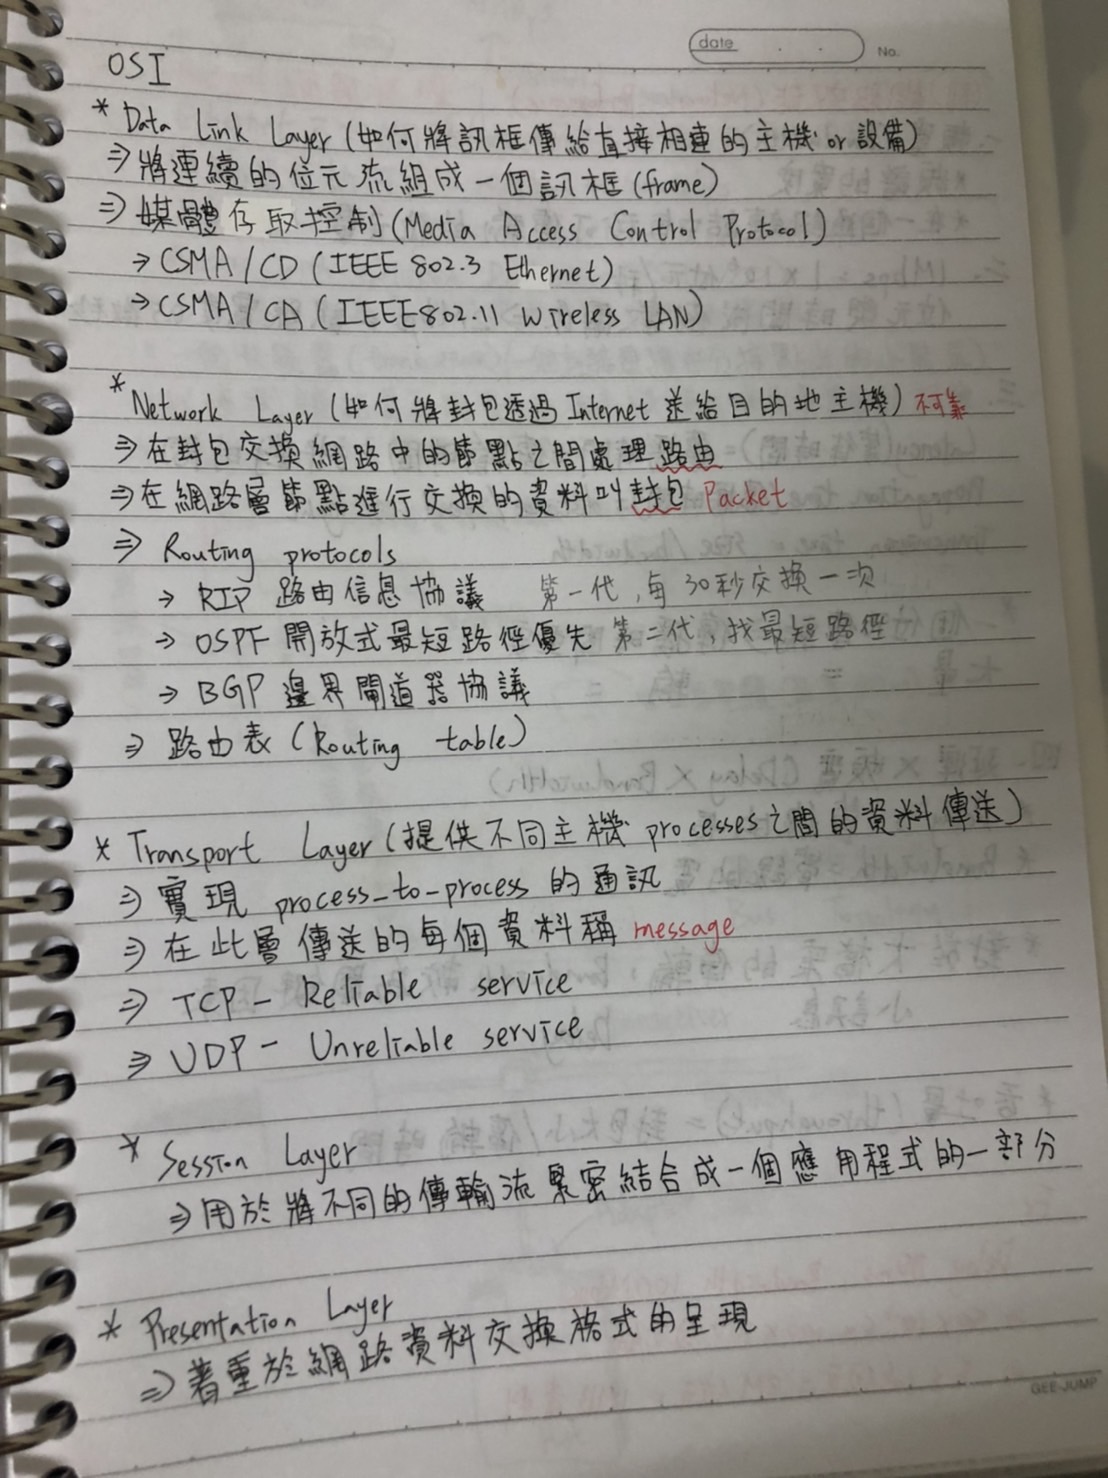 date . . No.
OSI
* Data Link Layer (如何將訊框傳給直接相連的主機 or 設備)
⇒ 將連續的位元流組成一個訊框 (frame)
⇒ 媒體存取控制 (Media Access Control Protocol)
→ CSMA/CD (IEEE 802.3 Ethernet)
→ CSMA/CA (IEEE802.11 Wireless LAN)
* Network Layer (如何將封包透過 Internet 送給目的地主機) 不可靠
⇒ 在封包交換網路中的節點之間處理路由
⇒ 在網路層節點進行交換的資料叫封包 Packet
⇒ Routing protocols
→ RIP 路由信息協議 第一代,每30秒交換一次
→ OSPF 開放式最短路徑優先 第二代,找最短路徑
→ BGP 邊界閘道器協議
⇒ 路由表 (Routing table)
* Transport Layer (提供不同主機 processes 之間的資料傳送)
⇒ 實現 process-to-process 的通訊
⇒ 在此層傳送的每個資料稱 message
⇒ TCP - Reliable service
⇒ UDP - Unreliable service
* Session Layer
⇒ 用於將不同的傳輸流緊密結合成一個應用程式的一部分
* Presentation Layer
⇒ 著重於網路資料交換格式的呈現
GEE-JUMP